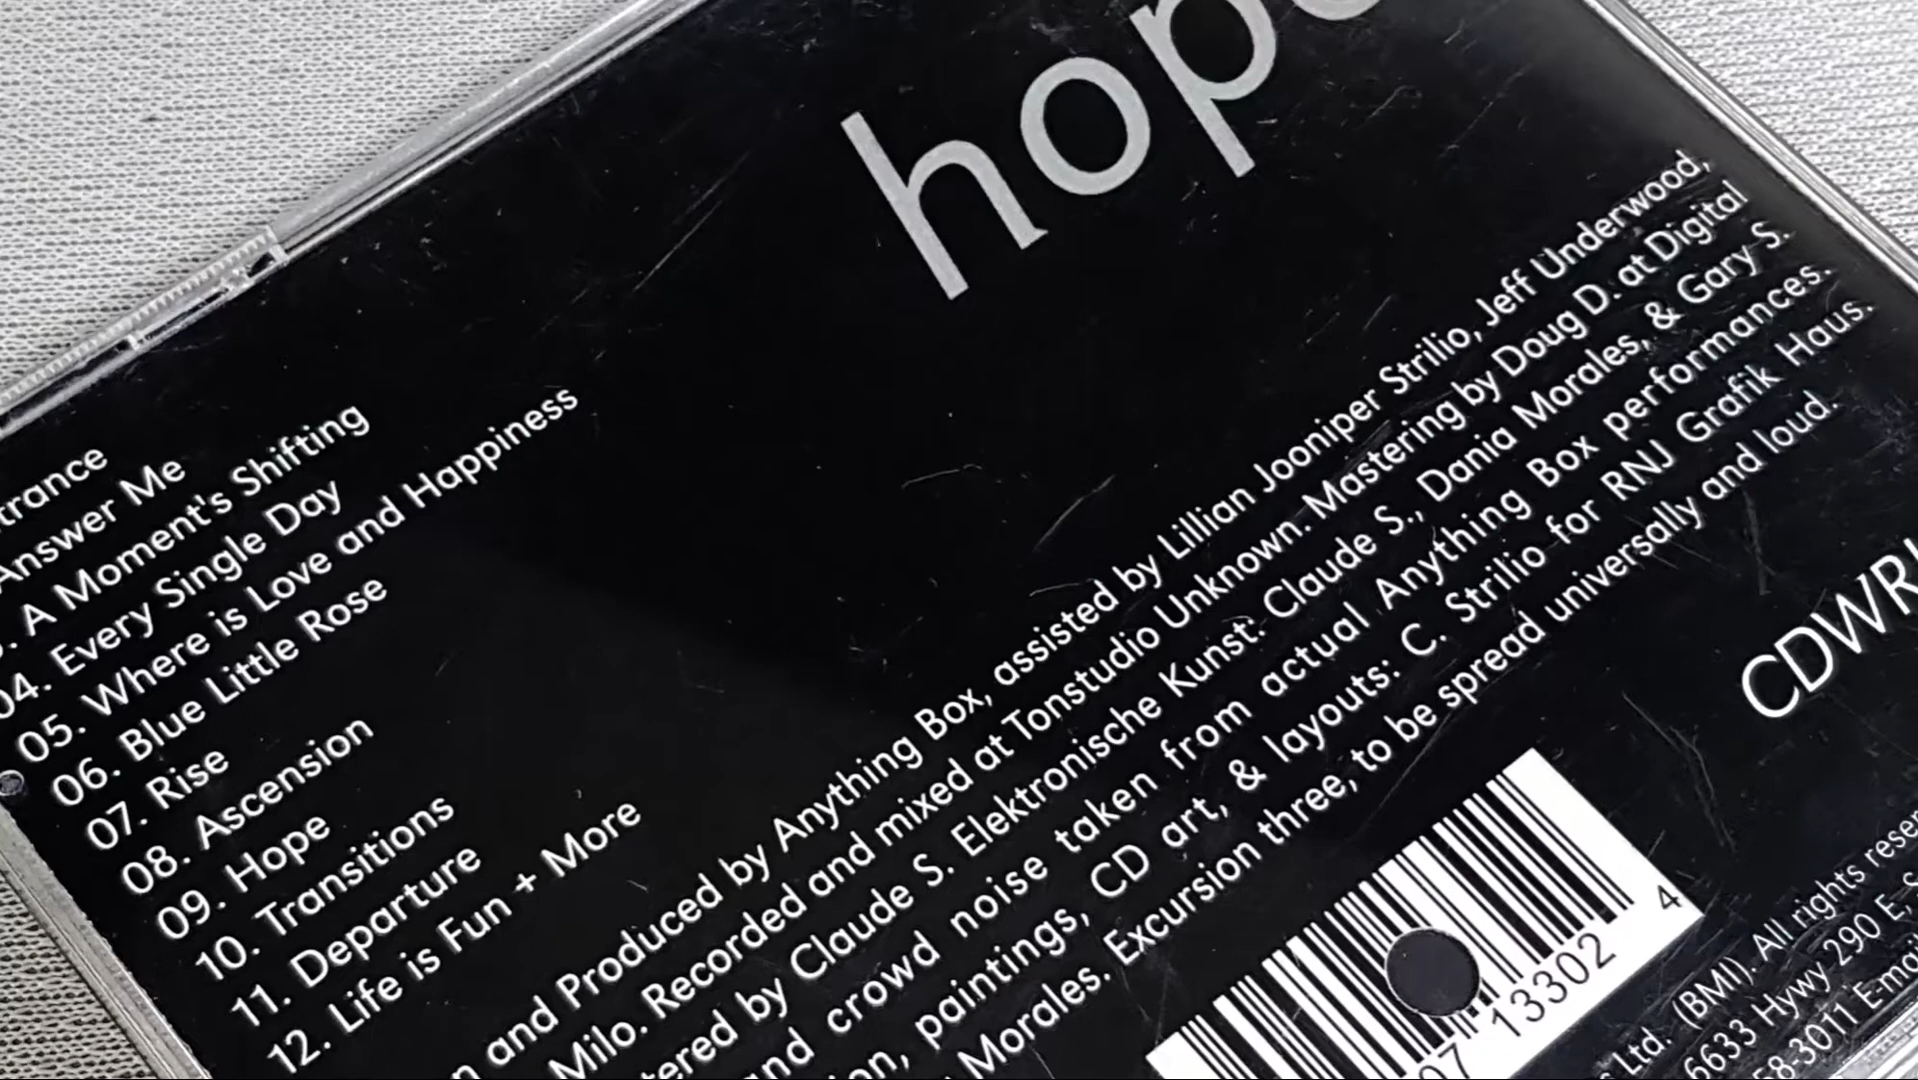 hop
Answer Me
A Moment's Shifting
04. Every Single Day
05. Where is Love and Happiness
06. Blue Little Rose
07. Rise
08. Ascension
09. Hope
10. Transitions
11. Departure
12. Life is Fun + More
and Produced by Anything Box, assisted by Lillian Jooniper Strilio, Jeff Underwood,
Milo. Recorded and mixed at Tonstudio Unknown. Mastering by Doug D. at Digital
by Claude S. Elektronische Kunst: Claude S., Dania Morales, & Gary S.
crowd noise taken from actual Anything Box performances.
paintings, CD art, & layouts: C. Strilio for RNJ Grafik Haus.
Morales. Excursion three, to be spread universally and loud.
CDWR
13302 4
Ltd. (BMI). All rights reser
6633 Hywy 290 E, S
8-3011 E-mai